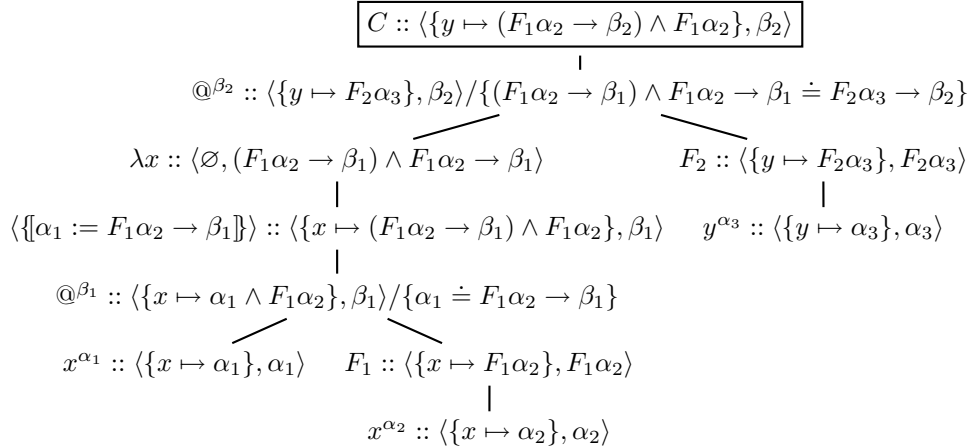 C :: ⟨{y ↦ (F₁α₂ → β₂) ∧ F₁α₂}, β₂⟩
@^β₂ :: ⟨{y ↦ F₂α₃}, β₂⟩/{(F₁α₂ → β₁) ∧ F₁α₂ → β₁ ≐ F₂α₃ → β₂}
λx :: ⟨∅, (F₁α₂ → β₁) ∧ F₁α₂ → β₁⟩ F₂ :: ⟨{y ↦ F₂α₃}, F₂α₃⟩
⟨{⟦α₁ := F₁α₂ → β₁⟧}⟩ :: ⟨{x ↦ (F₁α₂ → β₁) ∧ F₁α₂}, β₁⟩ y^α₃ :: ⟨{y ↦ α₃}, α₃⟩
@^β₁ :: ⟨{x ↦ α₁ ∧ F₁α₂}, β₁⟩/{α₁ ≐ F₁α₂ → β₁}
x^α₁ :: ⟨{x ↦ α₁}, α₁⟩ F₁ :: ⟨{x ↦ F₁α₂}, F₁α₂⟩
x^α₂ :: ⟨{x ↦ α₂}, α₂⟩